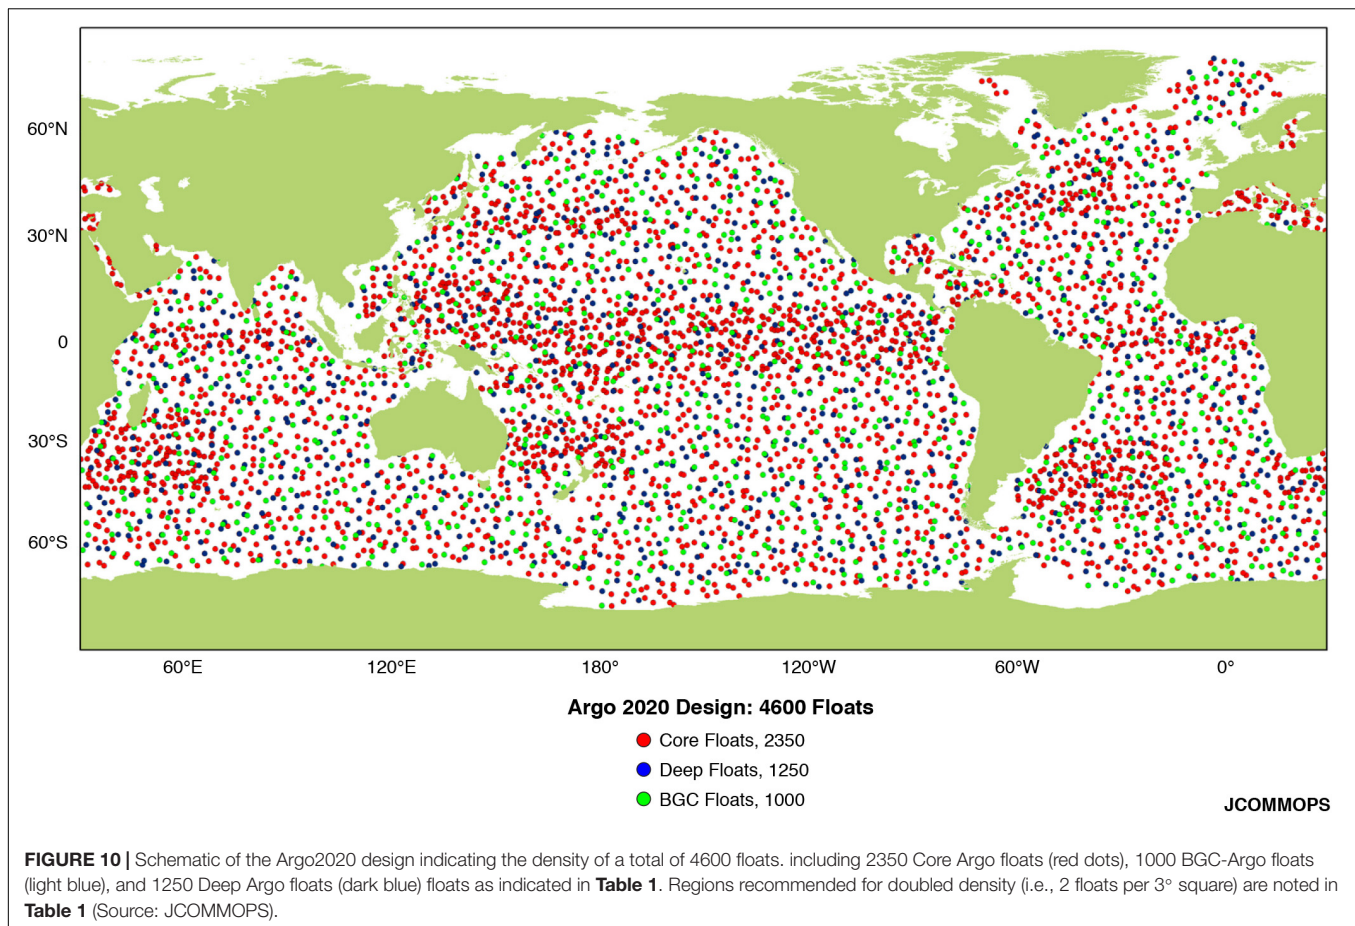 60°N
30°N
0
30°S
60°S
60°E 120°E 180° 120°W 60°W 0°
Argo 2020 Design: 4600 Floats
Core Floats, 2350
Deep Floats, 1250
BGC Floats, 1000
JCOMMOPS
FIGURE 10 | Schematic of the Argo2020 design indicating the density of a total of 4600 floats. including 2350 Core Argo floats (red dots), 1000 BGC-Argo floats
(light blue), and 1250 Deep Argo floats (dark blue) floats as indicated in Table 1. Regions recommended for doubled density (i.e., 2 floats per 3° square) are noted in
Table 1 (Source: JCOMMOPS).